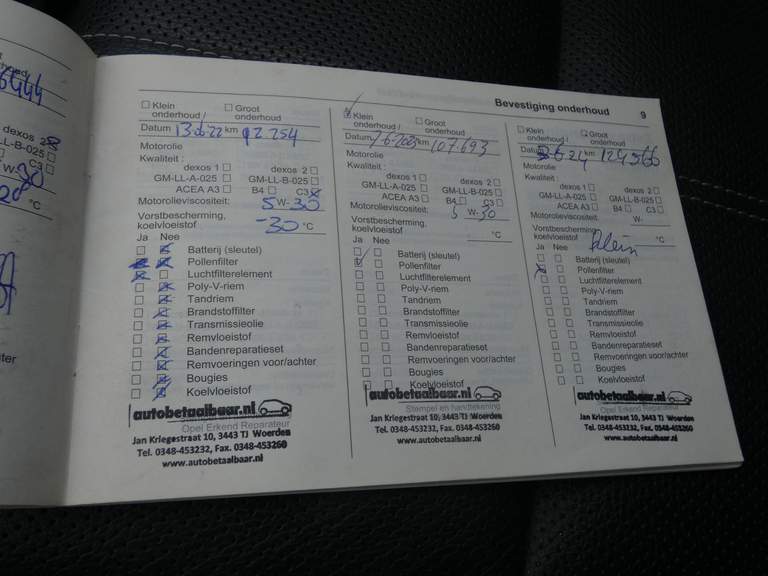 6444
dexos 2
C3
W-30
20 °C
Bevestiging onderhoud 9
Klein onderhoud /
Groot onderhoud
Datum 13-06-22 km 92.254
Motorolie
Kwaliteit :
dexos 1 dexos 2
GM-LL-A-025 GM-LL-B-025
ACEA A3 B4 C3
Motorolieviscositeit: 5 W- 30
Vorstbescherming,
koelvloeistof -30 °C
Ja Nee
Batterij (sleutel)
Pollenfilter
Luchtfilterelement
Poly-V-riem
Tandriem
Brandstoffilter
Transmissieolie
Remvloeistof
Bandenreparatieset
Remvoeringen voor/achter
Bougies
Koelvloeistof
autobetaalbaar.nl
Opel Erkend Reparateur
Jan Kriegestraat 10, 3443 TJ Woerden
Tel. 0348-453232, Fax. 0348-453260
www.autobetaalbaar.nl
Klein onderhoud /
Groot onderhoud
Datum 7-6-2023 km 107.693
Motorolie
Kwaliteit :
dexos 1 dexos 2
GM-LL-A-025 GM-LL-B-025
ACEA A3 B4 C3
Motorolieviscositeit: 5 W- 30
Vorstbescherming,
koelvloeistof °C
Ja Nee
Batterij (sleutel)
Pollenfilter
Luchtfilterelement
Poly-V-riem
Tandriem
Brandstoffilter
Transmissieolie
Remvloeistof
Bandenreparatieset
Remvoeringen voor/achter
Bougies
Koelvloeistof
autobetaalbaar.nl
Stempel en handtekening
Jan Kriegestraat 10, 3443 TJ Woerden
Tel. 0348-453232, Fax. 0348-453260
www.autobetaalbaar.nl
Klein onderhoud /
Groot onderhoud
Datum km
Motorolie
Kwaliteit :
dexos 1 dexos 2
GM-LL-A-025 GM-LL-B-025
ACEA A3 B4 C3
Motorolieviscositeit: W-
Vorstbescherming,
koelvloeistof klein °C
Ja Nee
Batterij (sleutel)
Pollenfilter
Luchtfilterelement
Poly-V-riem
Tandriem
Brandstoffilter
Transmissieolie
Remvloeistof
Bandenreparatieset
Remvoeringen voor/achter
Bougies
Koelvloeistof
autobetaalbaar.nl
Opel Erkend Reparateur
Jan Kriegestraat 10, 3443 TJ Woerden
Tel. 0348-453232, Fax. 0348-453260
www.autobetaalbaar.nl